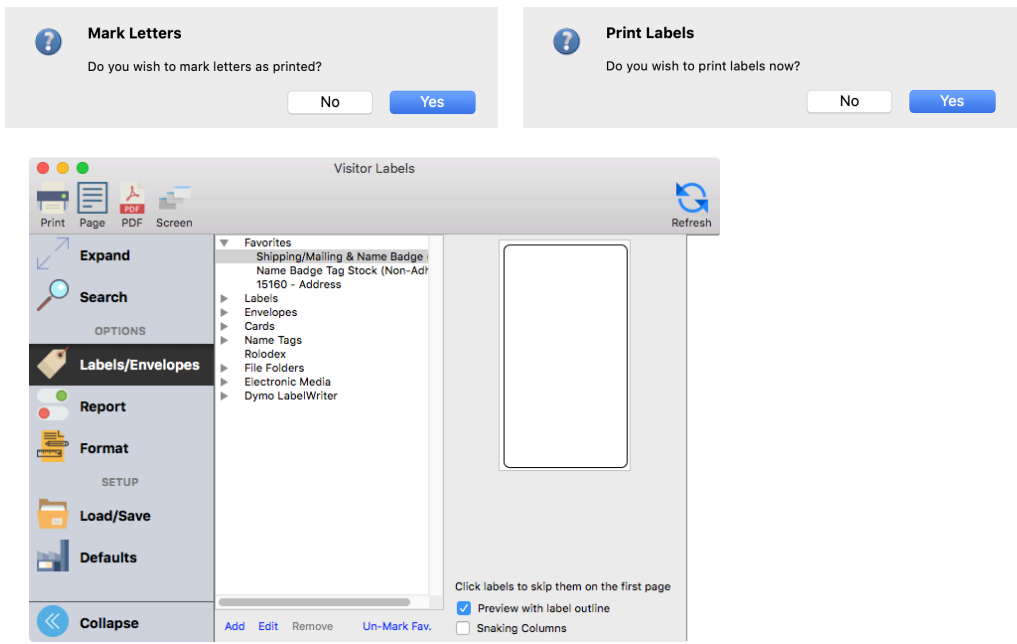 Mark Letters
Do you wish to mark letters as printed?
No
Yes
Print Labels
Do you wish to print labels now?
No
Yes
Visitor Labels
Print
Page
PDF
PDF
Screen
Refresh
Expand
Search
OPTIONS
Labels/Envelopes
Report
Format
SETUP
Load/Save
Defaults
Collapse
Favorites
Shipping/Mailing & Name Badge
Name Badge Tag Stock (Non-Adh
15160 - Address
Labels
Envelopes
Cards
Name Tags
Rolodex
File Folders
Electronic Media
Dymo LabelWriter
Add
Edit
Remove
Un-Mark Fav.
Click labels to skip them on the first page
Preview with label outline
Snaking Columns